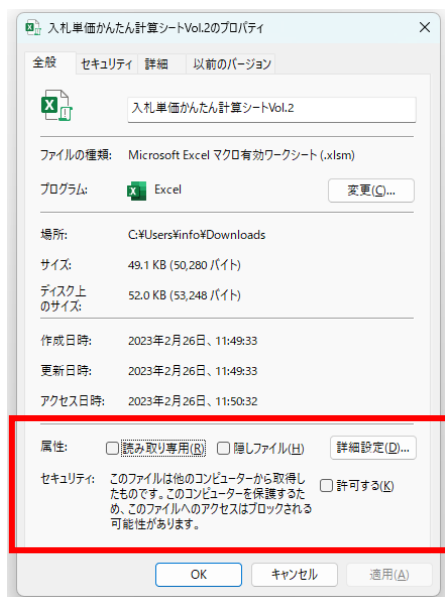 入札単価かんたん計算シートVol.2のプロパティ
全般 セキュリティ 詳細 以前のバージョン
入札単価かんたん計算シートVol.2
ファイルの種類: Microsoft Excel マクロ有効ワークシート (.xlsm)
プログラム: Excel 変更(C)...
場所: C:¥Users¥info¥Downloads
サイズ: 49.1 KB (50,280 バイト)
ディスク上
のサイズ: 52.0 KB (53,248 バイト)
作成日時: 2023年2月26日、11:49:33
更新日時: 2023年2月26日、11:49:33
アクセス日時: 2023年2月26日、11:50:32
属性: 読み取り専用(R) 隠しファイル(H) 詳細設定(D)...
セキュリティ: このファイルは他のコンピューターから取得し
たものです。このコンピューターを保護するた
め、このファイルへのアクセスはブロックされる
可能性があります。
許可する(K)
OK キャンセル 適用(A)